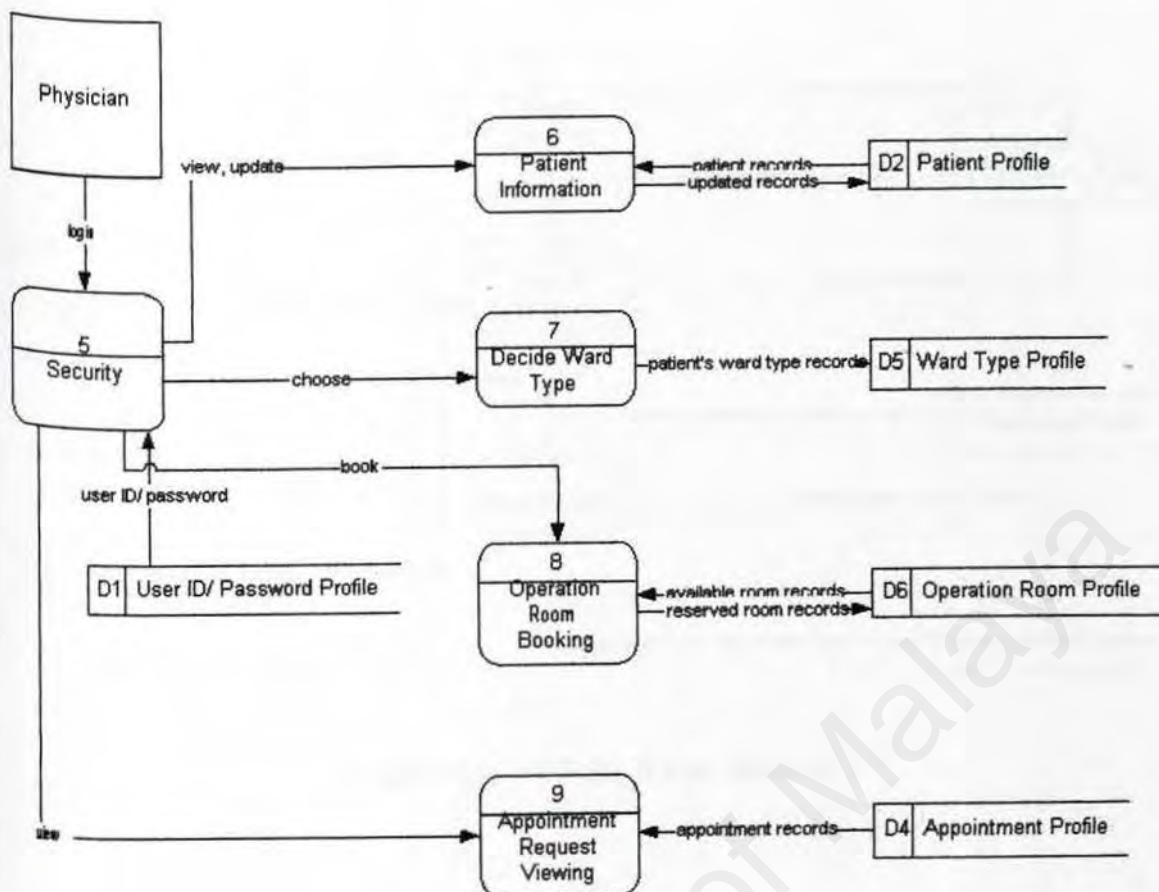 Physician
login
5
Security
view, update
6
Patient
Information
patient records
updated records
D2 Patient Profile
choose
7
Decide Ward
Type
patient's ward type records
D5 Ward Type Profile
book
user ID/ password
D1 User ID/ Password Profile
8
Operation
Room
Booking
available room records
reserved room records
D6 Operation Room Profile
view
9
Appointment
Request
Viewing
appointment records
D4 Appointment Profile
of Malaya